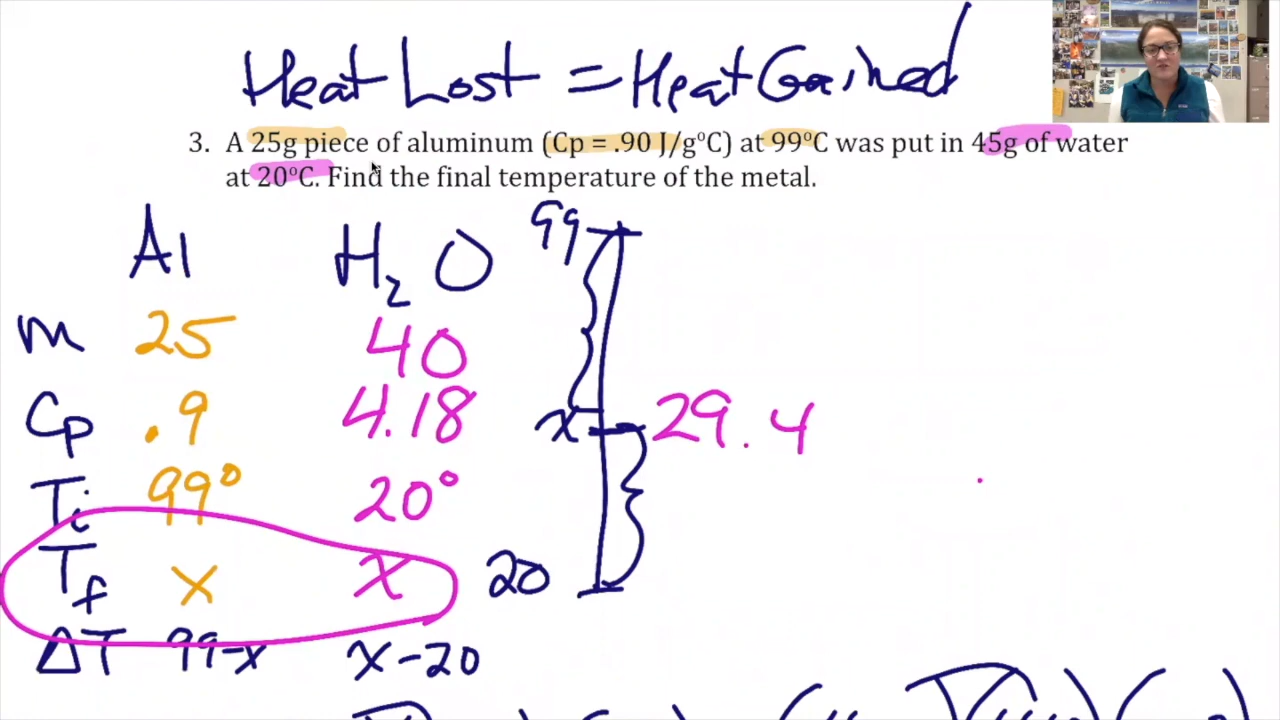 Heat Lost = Heat Gained
3. A 25g piece of aluminum (Cp = .90 J/g°C) at 99°C was put in 45g of water
at 20°C. Find the final temperature of the metal.
Al H₂O 99
m 25 40
Cp .9 4.18 x 29.4
Ti 99° 20°
Tf x x 20
ΔT 99-x x-20